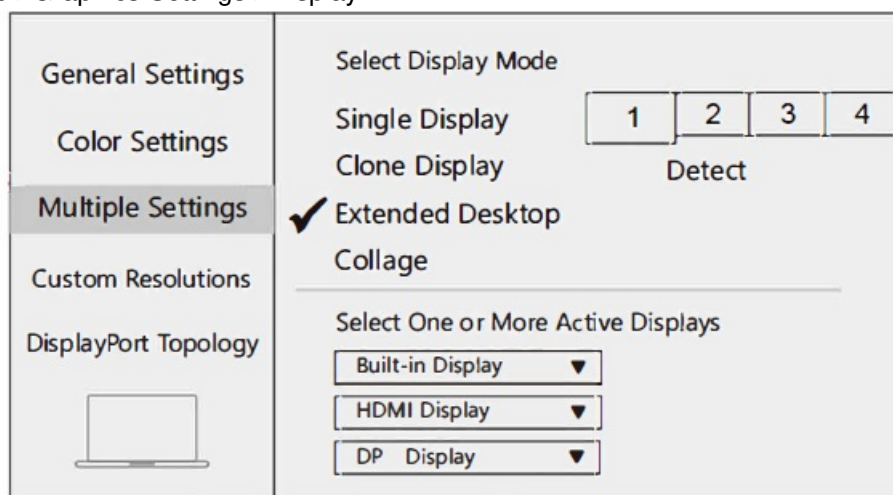 General Settings
Color Settings
Multiple Settings
Custom Resolutions
DisplayPort Topology
Select Display Mode
Single Display
Clone Display
Extended Desktop
Collage
1 2 3 4
Detect
Select One or More Active Displays
Built-in Display
HDMI Display
DP Display